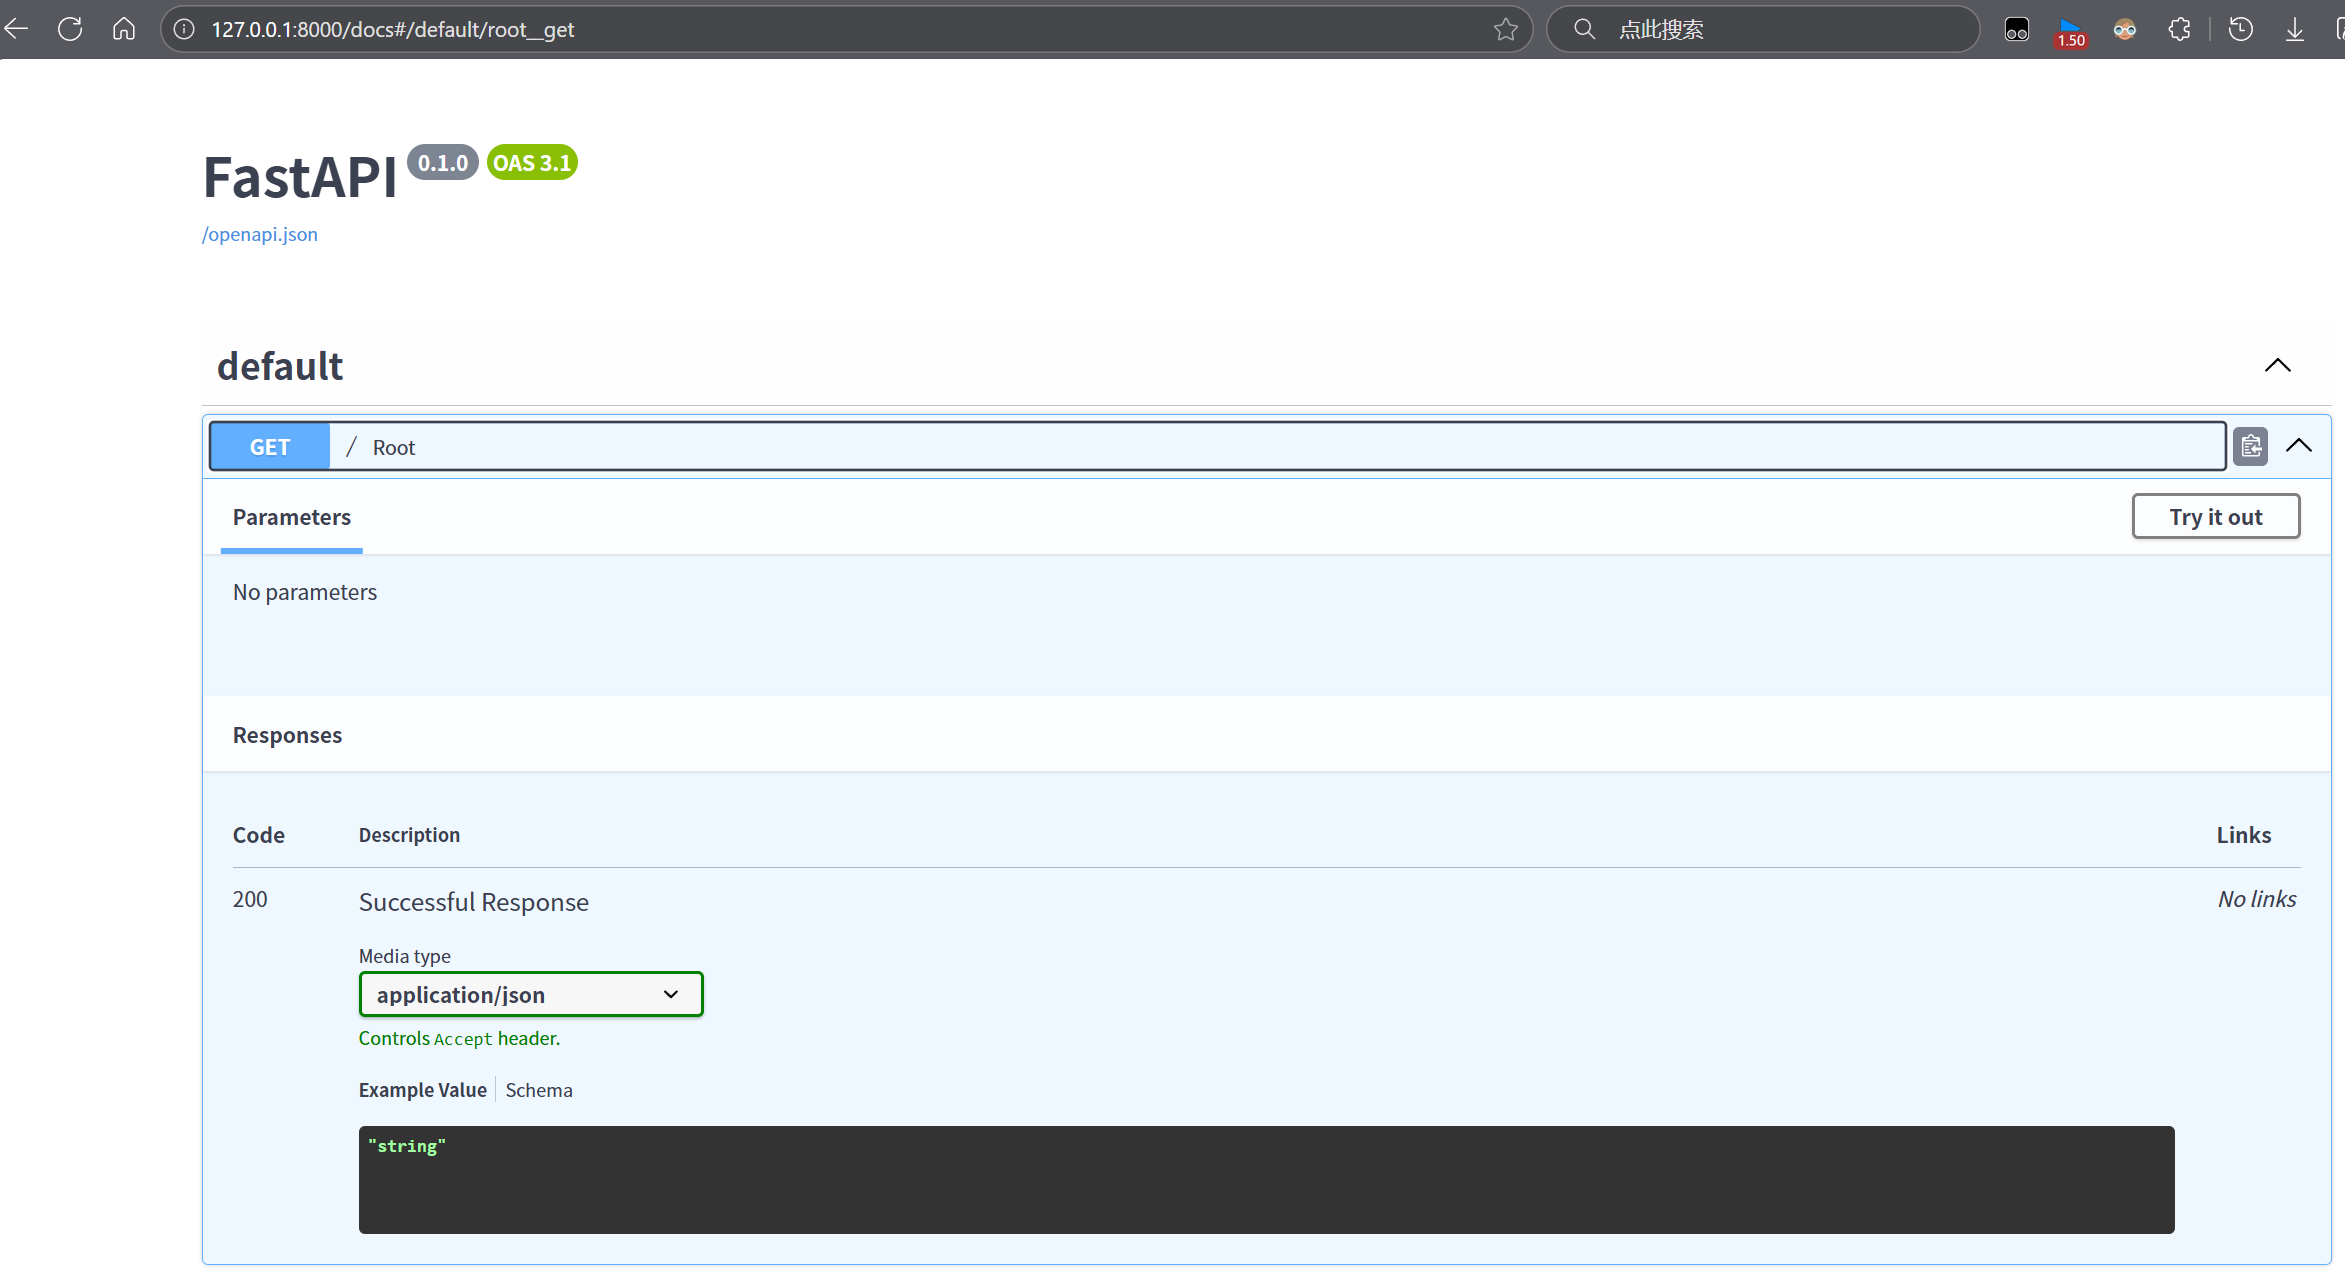 127.0.0.1:8000/docs#/default/root__get
点此搜索
1.50
FastAPI 0.1.0 OAS 3.1
/openapi.json
default
GET / Root
Parameters
Try it out
No parameters
Responses
Code Description Links
200 Successful Response No links
Media type
application/json
Controls Accept header.
Example Value Schema
"string"